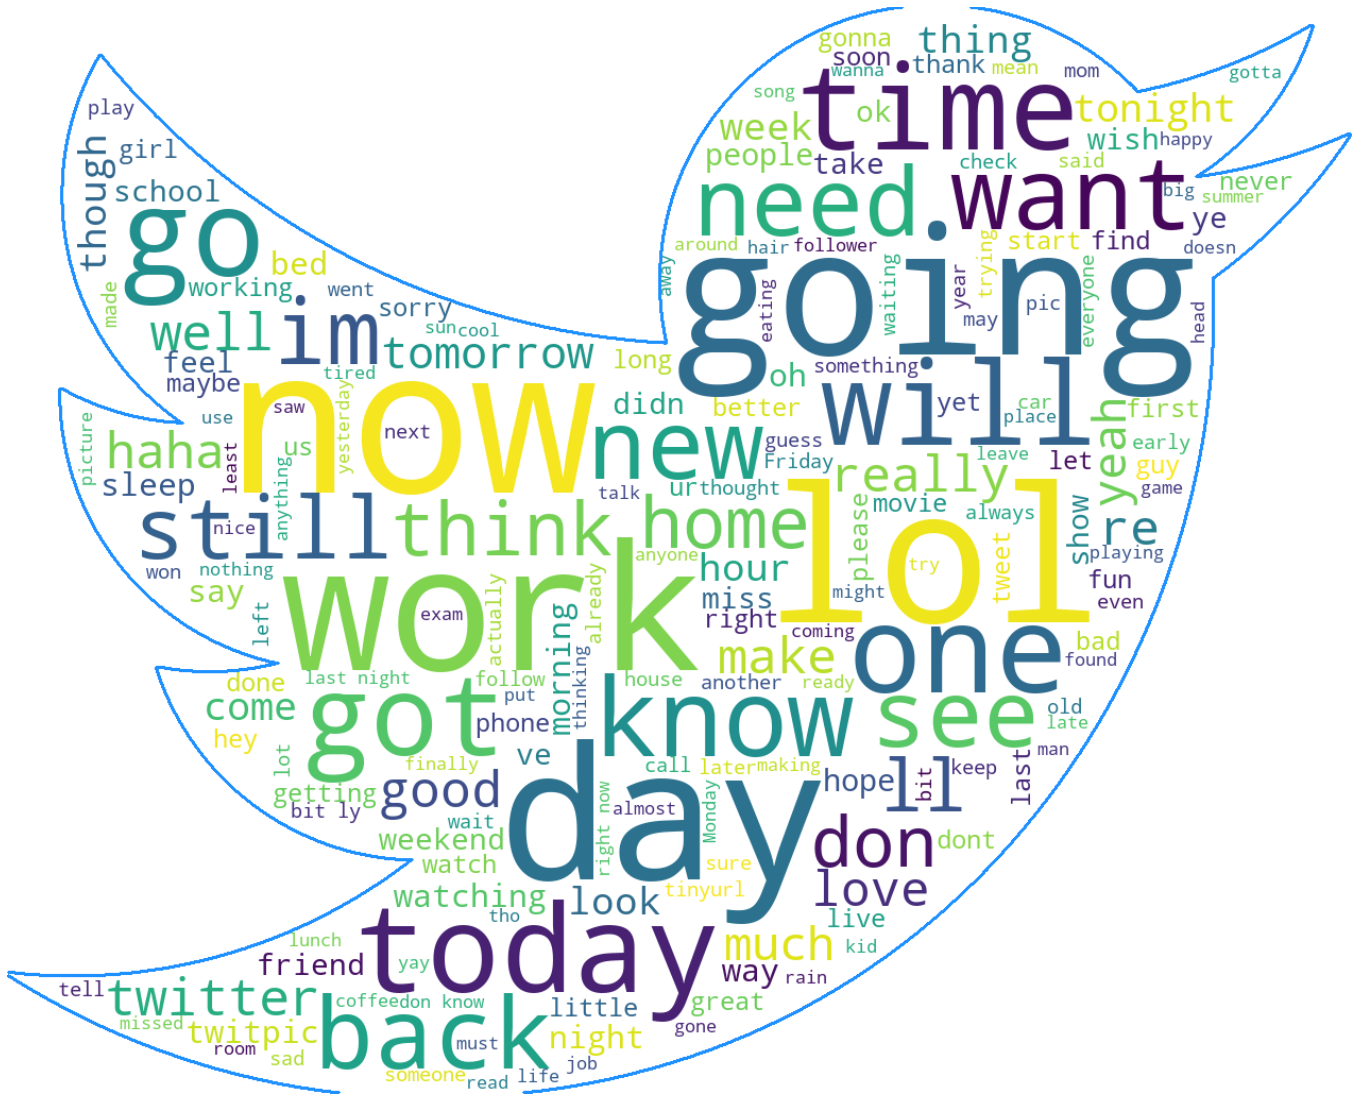 gonna thing
soon thank mean mom gotta
wanna
play song time tonight
ok
girl week wish happy
though people take check said
school need want big never
summer
go ye
bed around hair follower start find doesn
made working went sorry away going waiting year trying everyone
may pic head
eating
well im sun cool
feel tomorrow long oh something will
maybe tired
use now saw yesterday didn better yet car first
place
picture haha least us next new guess yeah early
Friday leave
sleep anything talk ur thought really let guy
game
still nice think home lol movie always show re
please
won nothing anyone hour tweet playing
say work try fun
actually already miss might even
left exam morning right coming one bad
last night follow thinking house make found
done another ready
come got put know see old
late
hey phone man
lot finally ve call later making hope ll keep last
getting good day bit
bit ly almost
wait right now Monday don dont
weekend
watch sure
watching look tinyurl love
tho live
lunch today much kid
friend yay way rain
tell
twitter coffee don know little great
missed
twitpic back must night gone
room
sad someone job
read life